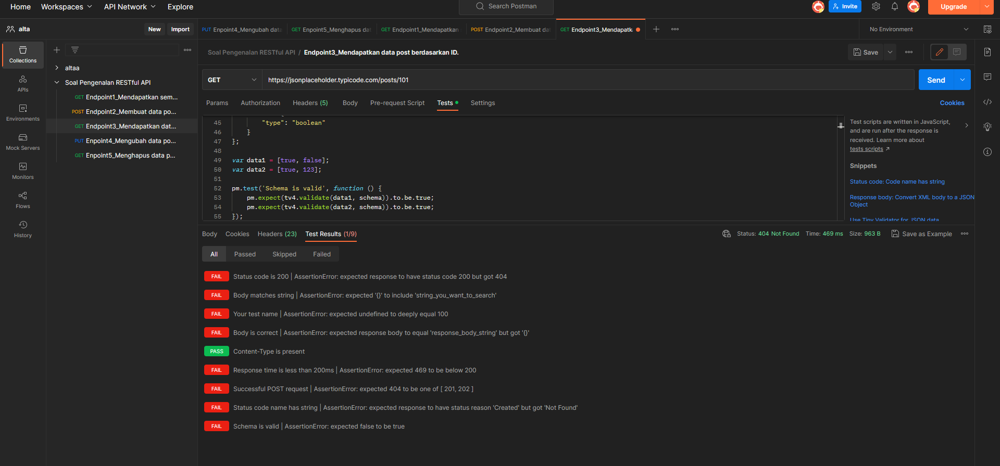 Home Workspaces API Network Explore
Search Postman
Invite
Upgrade
alta
New Import
PUT Enpoint4_Mengubah data
GET Enpoint5_Menghapus dat
GET Endpoint1_Mendapatkan
POST Endpoint2_Membuat dat
GET Endpoint3_Mendapatk
No Environment
Collections
APIs
Environments
Mock Servers
Monitors
Flows
History
altaa
Soal Pengenalan RESTful API
GET Endpoint1_Mendapatkan sem...
POST Endpoint2_Membuat data po...
GET Endpoint3_Mendapatkan dat...
PUT Enpoint4_Mengubah data po...
GET Enpoint5_Menghapus data p...
Soal Pengenalan RESTful API / Endpoint3_Mendapatkan data post berdasarkan ID.
Save
GET https://jsonplaceholder.typicode.com/posts/101
Send
Params Authorization Headers (5) Body Pre-request Script Tests Settings
Cookies
45 "type": "boolean"
46 }
47 };
48
49 var data1 = [true, false];
50 var data2 = [true, 123];
51
52 pm.test('Schema is valid', function () {
53 pm.expect(tv4.validate(data1, schema)).to.be.true;
54 pm.expect(tv4.validate(data2, schema)).to.be.true;
55 });
Test scripts are written in JavaScript,
and are run after the response is
received. Learn more about
tests scripts ↗
Snippets
Status code: Code name has string
Response body: Convert XML body to a JSON
Object
Use Tiny Validator for JSON data
Body Cookies Headers (23) Test Results (1/9)
Status: 404 Not Found Time: 469 ms Size: 963 B Save as Example
All Passed Skipped Failed
FAIL Status code is 200 | AssertionError: expected response to have status code 200 but got 404
FAIL Body matches string | AssertionError: expected '{}' to include 'string_you_want_to_search'
FAIL Your test name | AssertionError: expected undefined to deeply equal 100
FAIL Body is correct | AssertionError: expected response body to equal 'response_body_string' but got '{}'
PASS Content-Type is present
FAIL Response time is less than 200ms | AssertionError: expected 469 to be below 200
FAIL Successful POST request | AssertionError: expected 404 to be one of [ 201, 202 ]
FAIL Status code name has string | AssertionError: expected response to have status reason 'Created' but got 'Not Found'
FAIL Schema is valid | AssertionError: expected false to be true